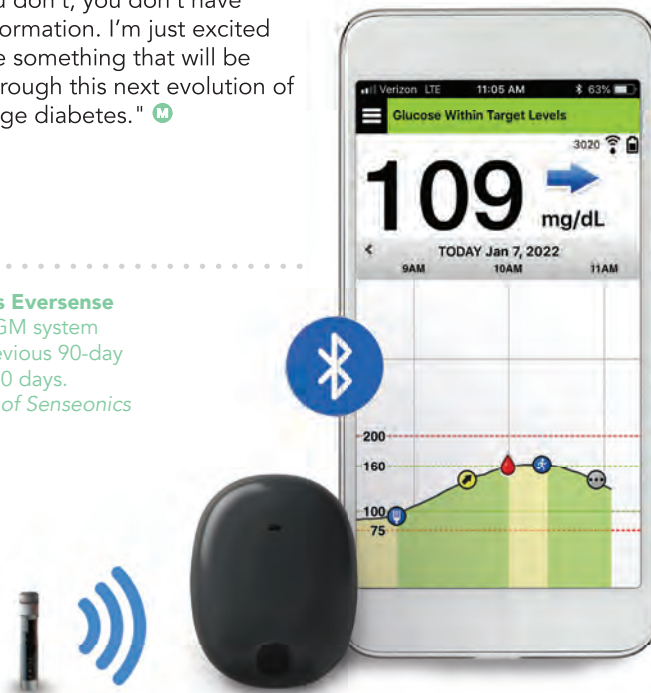 d don't, you don't have
ormation. I'm just excited
e something that will be
rough this next evolution of
ge diabetes." M
s Eversense
GM system
evious 90-day
0 days.
of Senseonics
Verizon LTE 11:05 AM 63%
Glucose Within Target Levels
3020
109
mg/dL
TODAY Jan 7, 2022
9AM 10AM 11AM
200
160
100
75